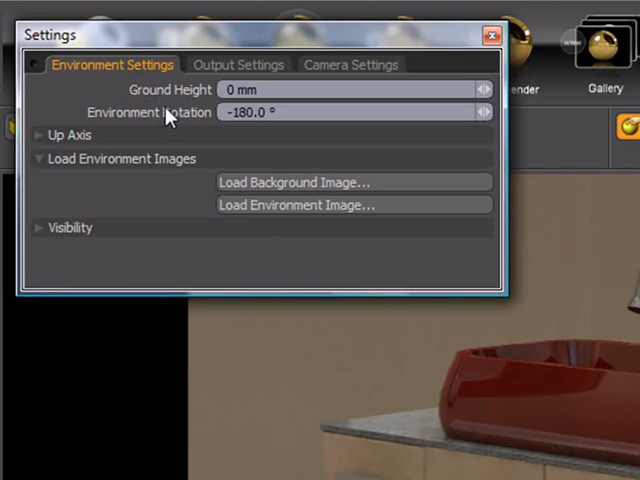 Settings
Environment Settings Output Settings Camera Settings
Ground Height 0 mm
Environment Rotation -180.0 °
Up Axis
Load Environment Images
Load Background Image...
Load Environment Image...
Visibility
Gallery